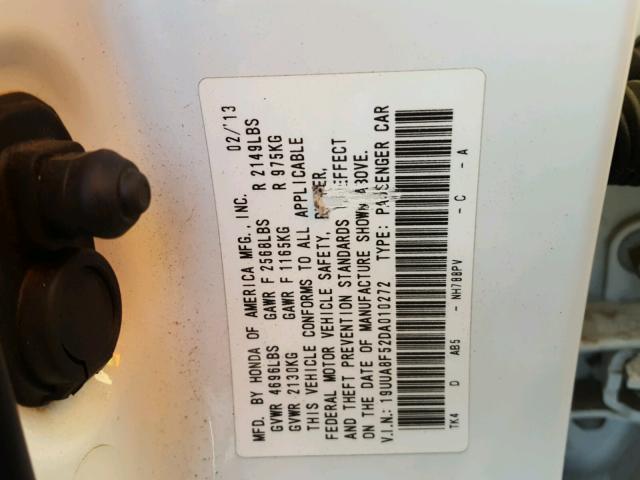 MFD. BY HONDA OF AMERICA MFG., INC. 02/'13
GVWR 4696LBS GAWR F 2568LBS R 2149LBS
GVWR 2130KG GAWR F 1165KG R 975KG
THIS VEHICLE CONFORMS TO ALL APPLICABLE
FEDERAL MOTOR VEHICLE SAFETY,
AND THEFT PREVENTION STANDARDS EFFECT
ON THE DATE OF MANUFACTURE SHOWN ABOVE.
V.I.N.: 19UUA8F52DA010272 TYPE: PASSENGER CAR
TK4 D AB5 - NH788PV - C - A